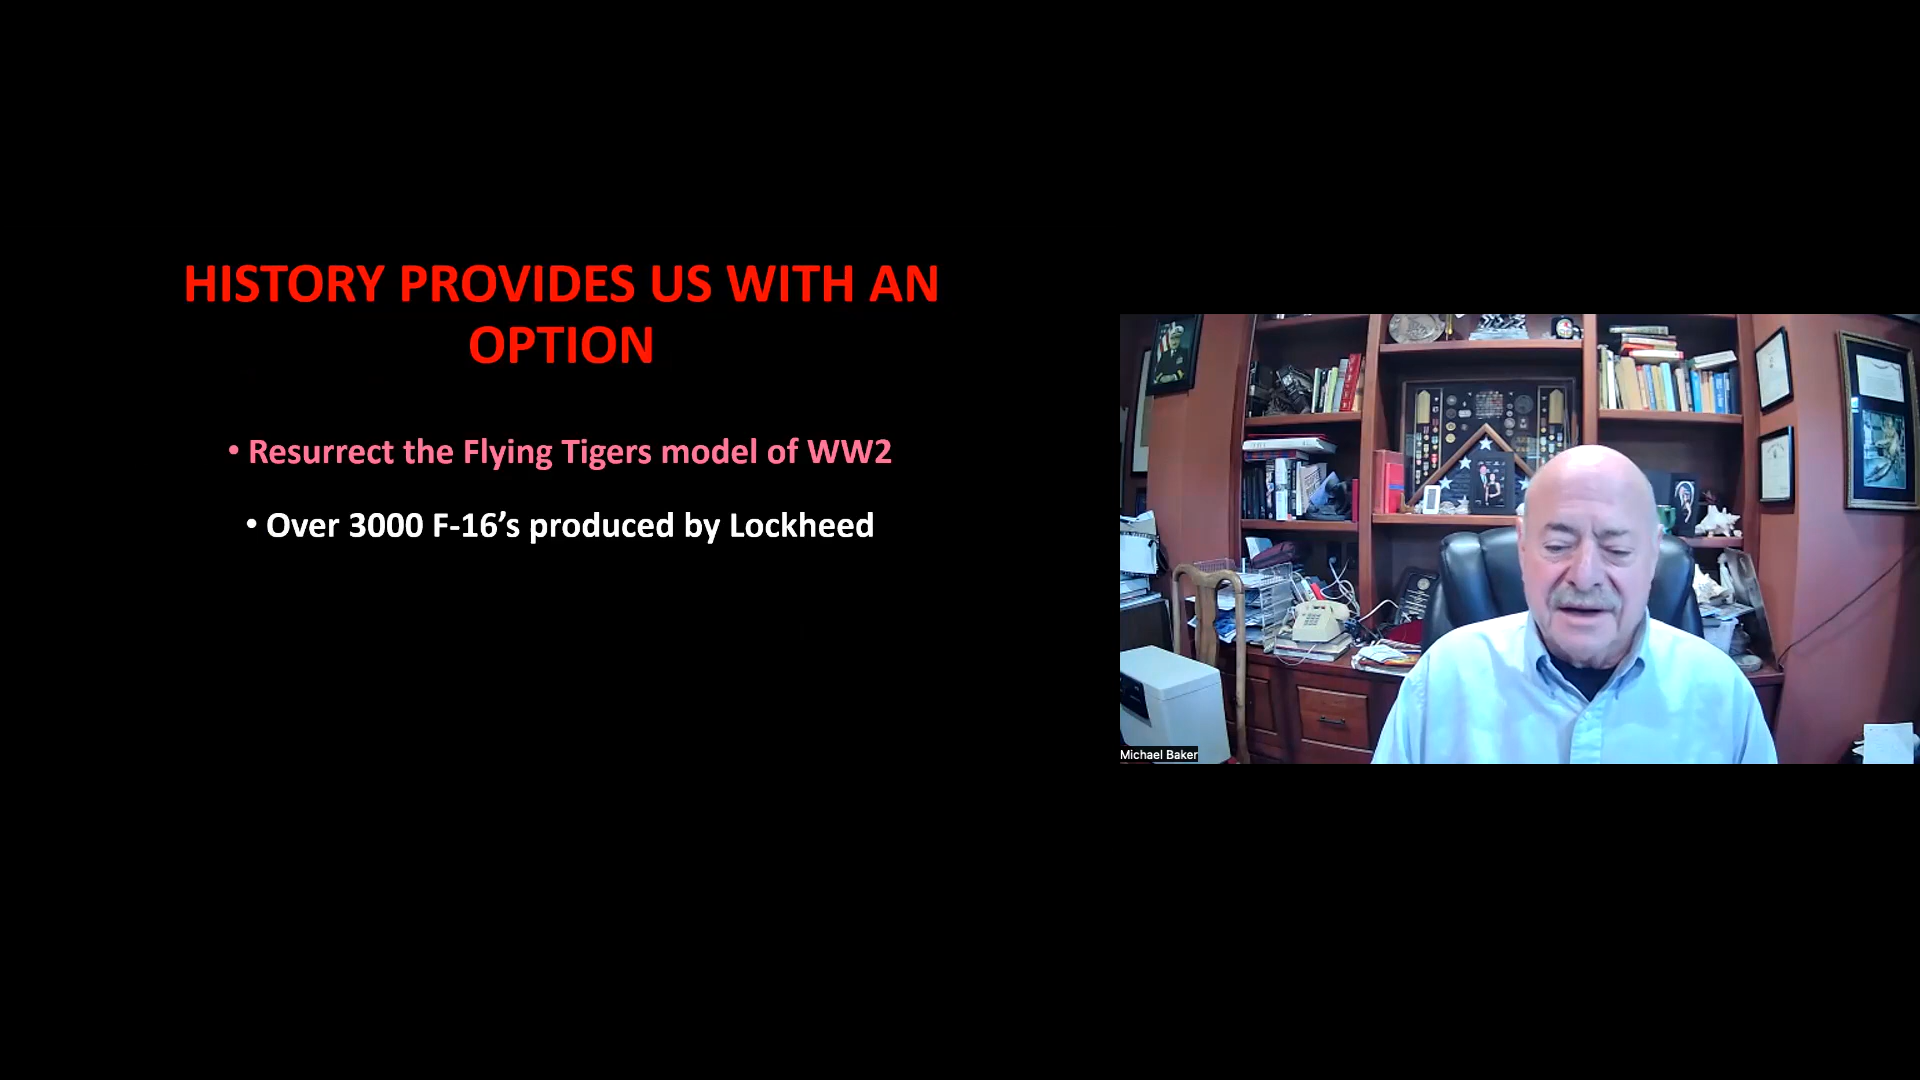 HISTORY PROVIDES US WITH AN
OPTION
• Resurrect the Flying Tigers model of WW2
• Over 3000 F-16’s produced by Lockheed
Michael Baker